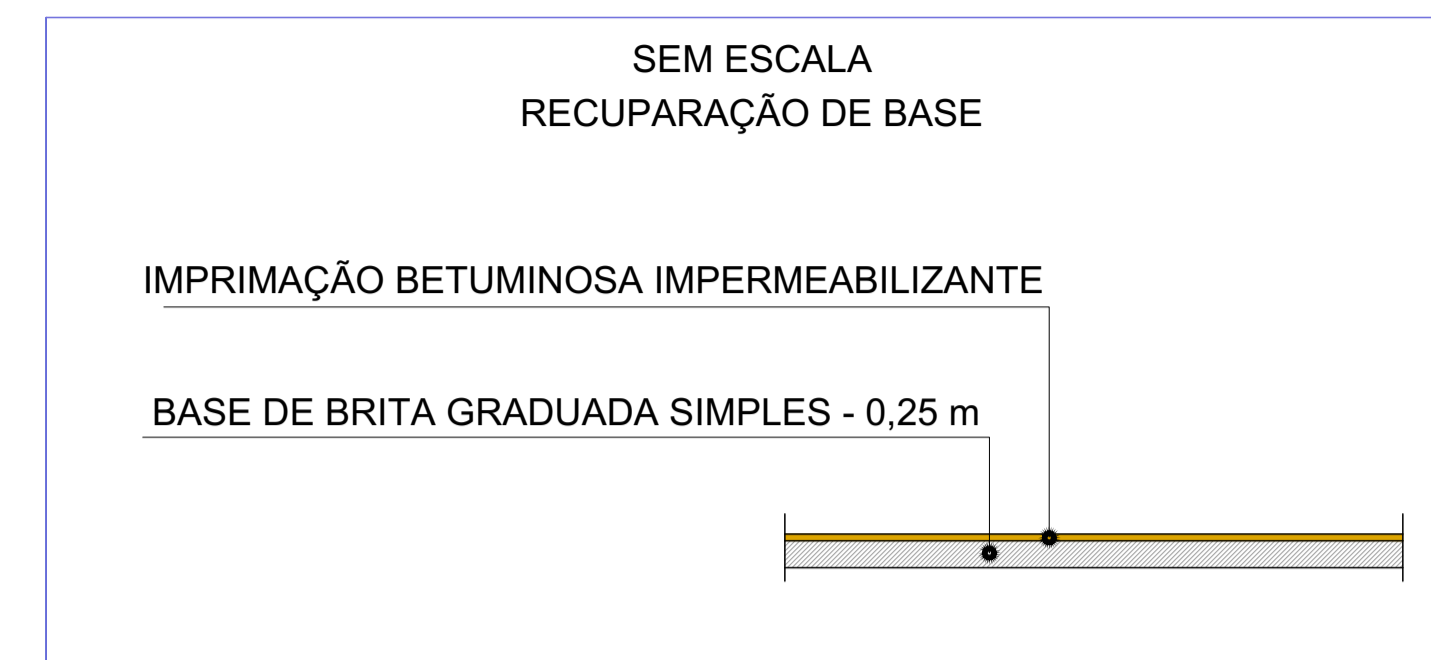 SEM ESCALA
RECUPARAÇÃO DE BASE
IMPRIMAÇÃO BETUMINOSA IMPERMEABILIZANTE
BASE DE BRITA GRADUADA SIMPLES - 0,25 m